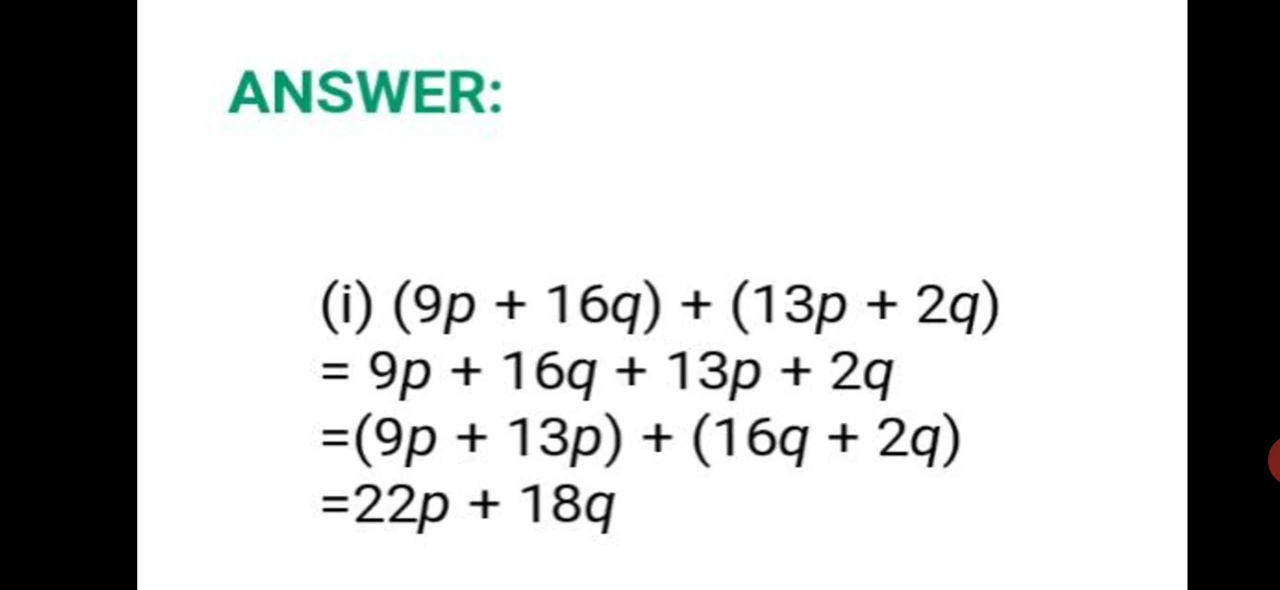 ANSWER:
(i) (9p + 16q) + (13p + 2q)
= 9p + 16q + 13p + 2q
=(9p + 13p) + (16q + 2q)
=22p + 18q